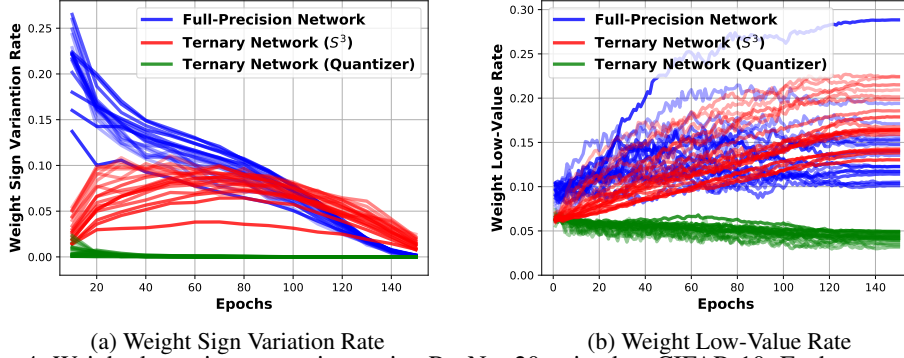 Full-Precision Network
Ternary Network (S³)
Ternary Network (Quantizer)
Weight Sign Variantion Rate
0.25
0.20
0.15
0.10
0.05
0.00
20 40 60 80 100 120 140
Epochs
(a) Weight Sign Variation Rate
Full-Precision Network
Ternary Network (S³)
Ternary Network (Quantizer)
Weight Low-Value Rate
0.30
0.25
0.20
0.15
0.10
0.05
0.00
0 20 40 60 80 100 120 140
Epochs
(b) Weight Low-Value Rate